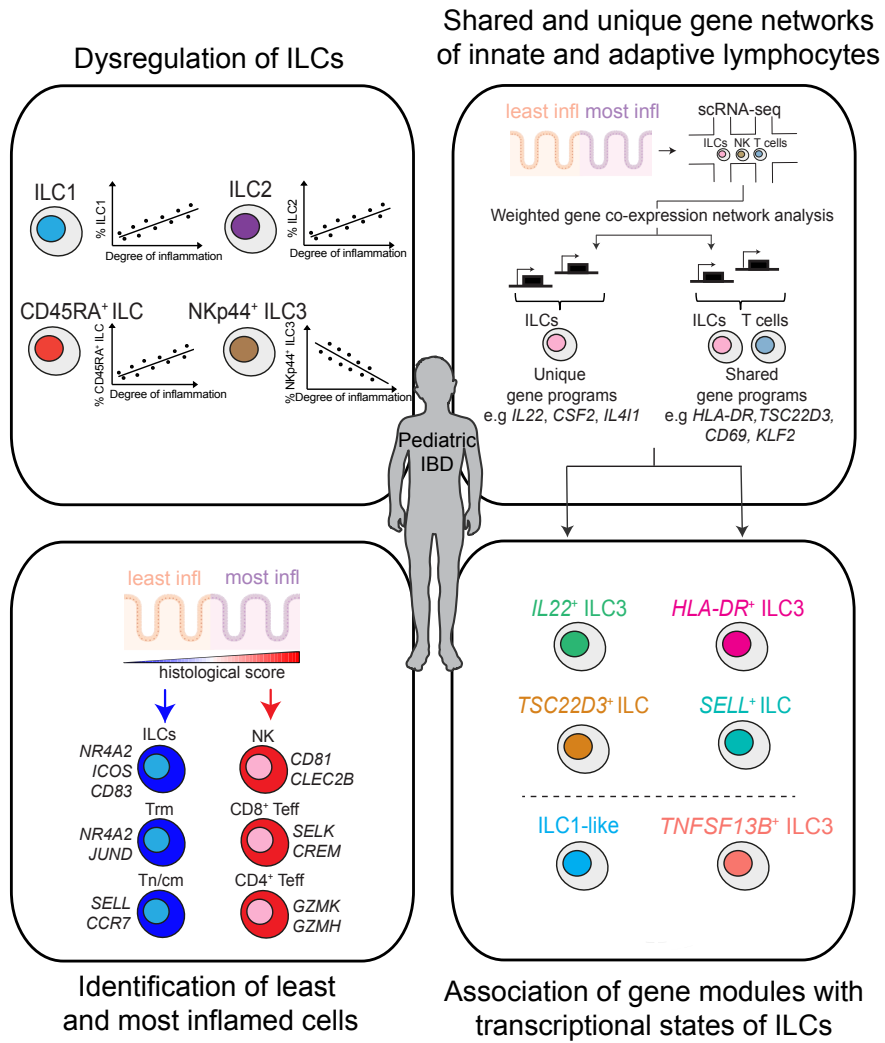 Dysregulation of ILCs
ILC1
% ILC1
Degree of inflammation
ILC2
% ILC2
Degree of inflammation
CD45RA+ ILC
% CD45RA+ ILC
Degree of inflammation
NKp44+ ILC3
% NKp44+ ILC3
Degree of inflammation
Shared and unique gene networks
of innate and adaptive lymphocytes
least infl most infl
scRNA-seq
ILCs NK T cells
Weighted gene co-expression network analysis
ILCs
Unique
gene programs
e.g IL22, CSF2, IL4I1
ILCs T cells
Shared
gene programs
e.g HLA-DR,TSC22D3,
CD69, KLF2
Pediatric
IBD
least infl most infl
histological score
ILCs
NR4A2
ICOS
CD83
NK
CD81
CLEC2B
Trm
NR4A2
JUND
CD8+ Teff
SELK
CREM
Tn/cm
SELL
CCR7
CD4+ Teff
GZMK
GZMH
Identification of least
and most inflamed cells
IL22+ ILC3
HLA-DR+ ILC3
TSC22D3+ ILC
SELL+ ILC
ILC1-like
TNFSF13B+ ILC3
Association of gene modules with
transcriptional states of ILCs